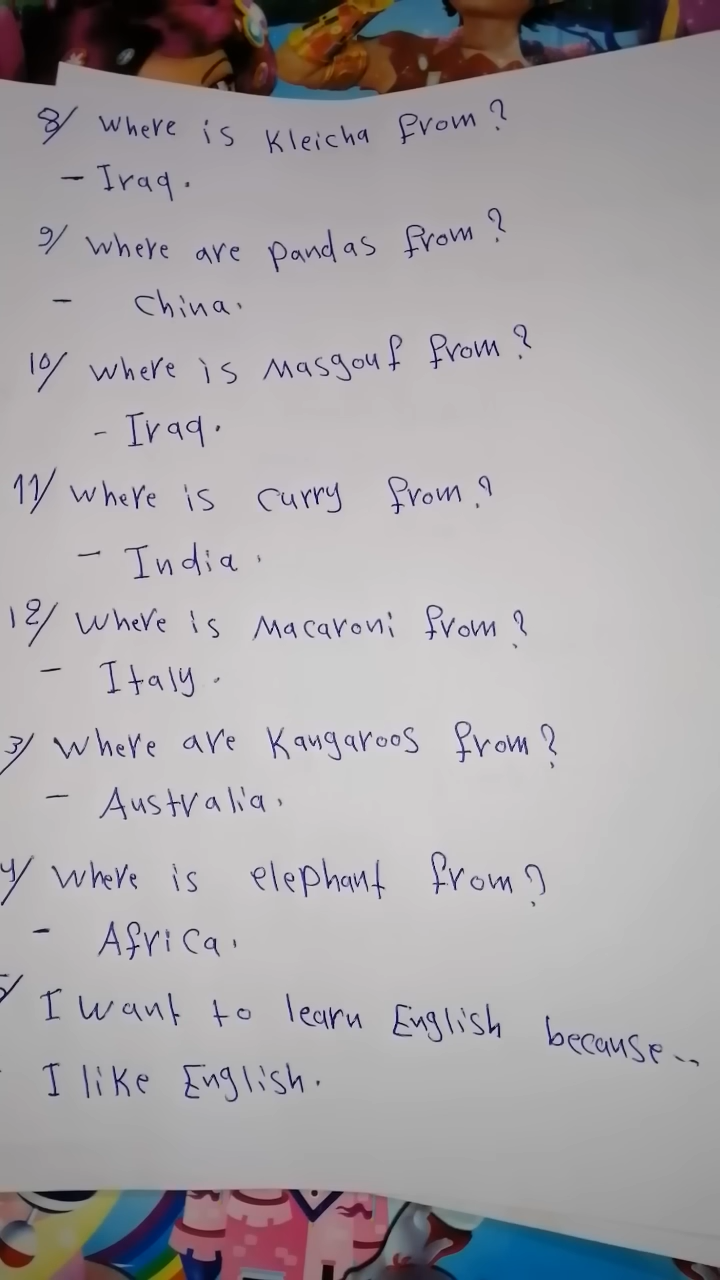 8/ Where is Kleicha from?
- Iraq.
9/ Where are pandas from?
- China.
10/ Where is Masgouf from?
- Iraq.
11/ Where is curry from?
- India.
12/ Where is Macaroni from?
- Italy.
3/ Where are Kangaroos from?
- Australia.
4/ Where is elephant from?
- Africa.
5/ I want to learn English because..
- I like English.